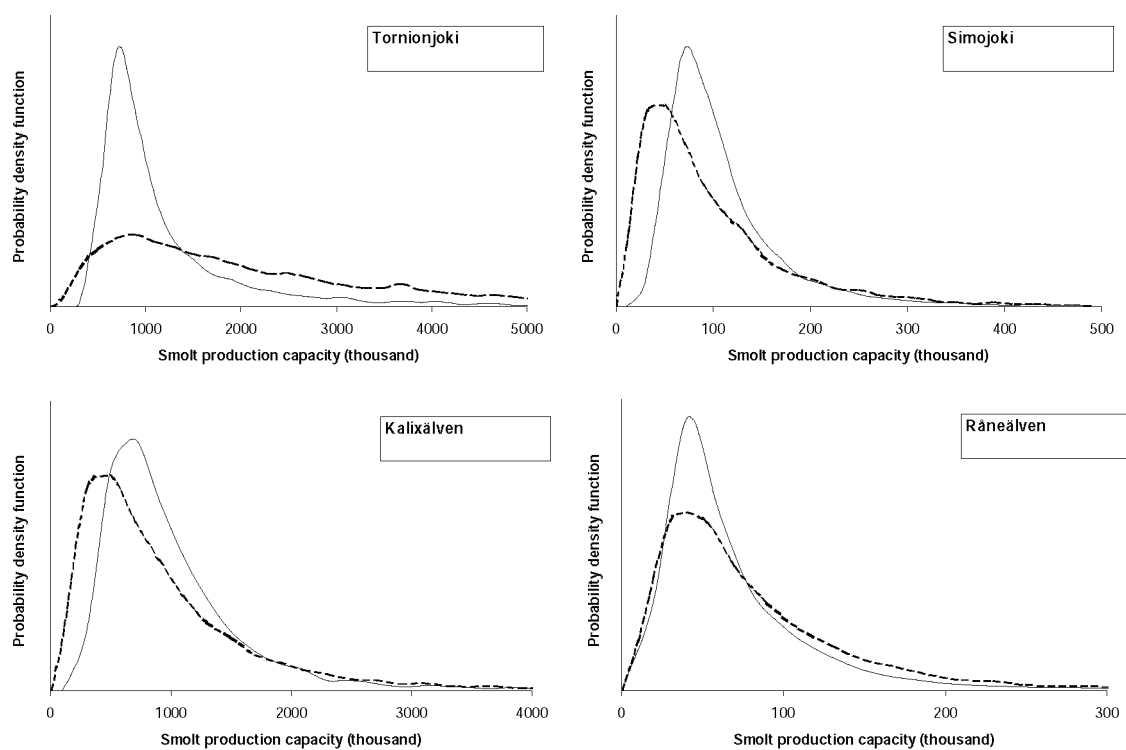 Tornionjoki
Probability density function
0 1000 2000 3000 4000 5000
Smolt production capacity (thousand)
Simojoki
Probability density function
0 100 200 300 400 500
Smolt production capacity (thousand)
Kalixälven
Probability density function
0 1000 2000 3000 4000
Smolt production capacity (thousand)
Råneälven
Probability density function
0 100 200 300
Smolt production capacity (thousand)